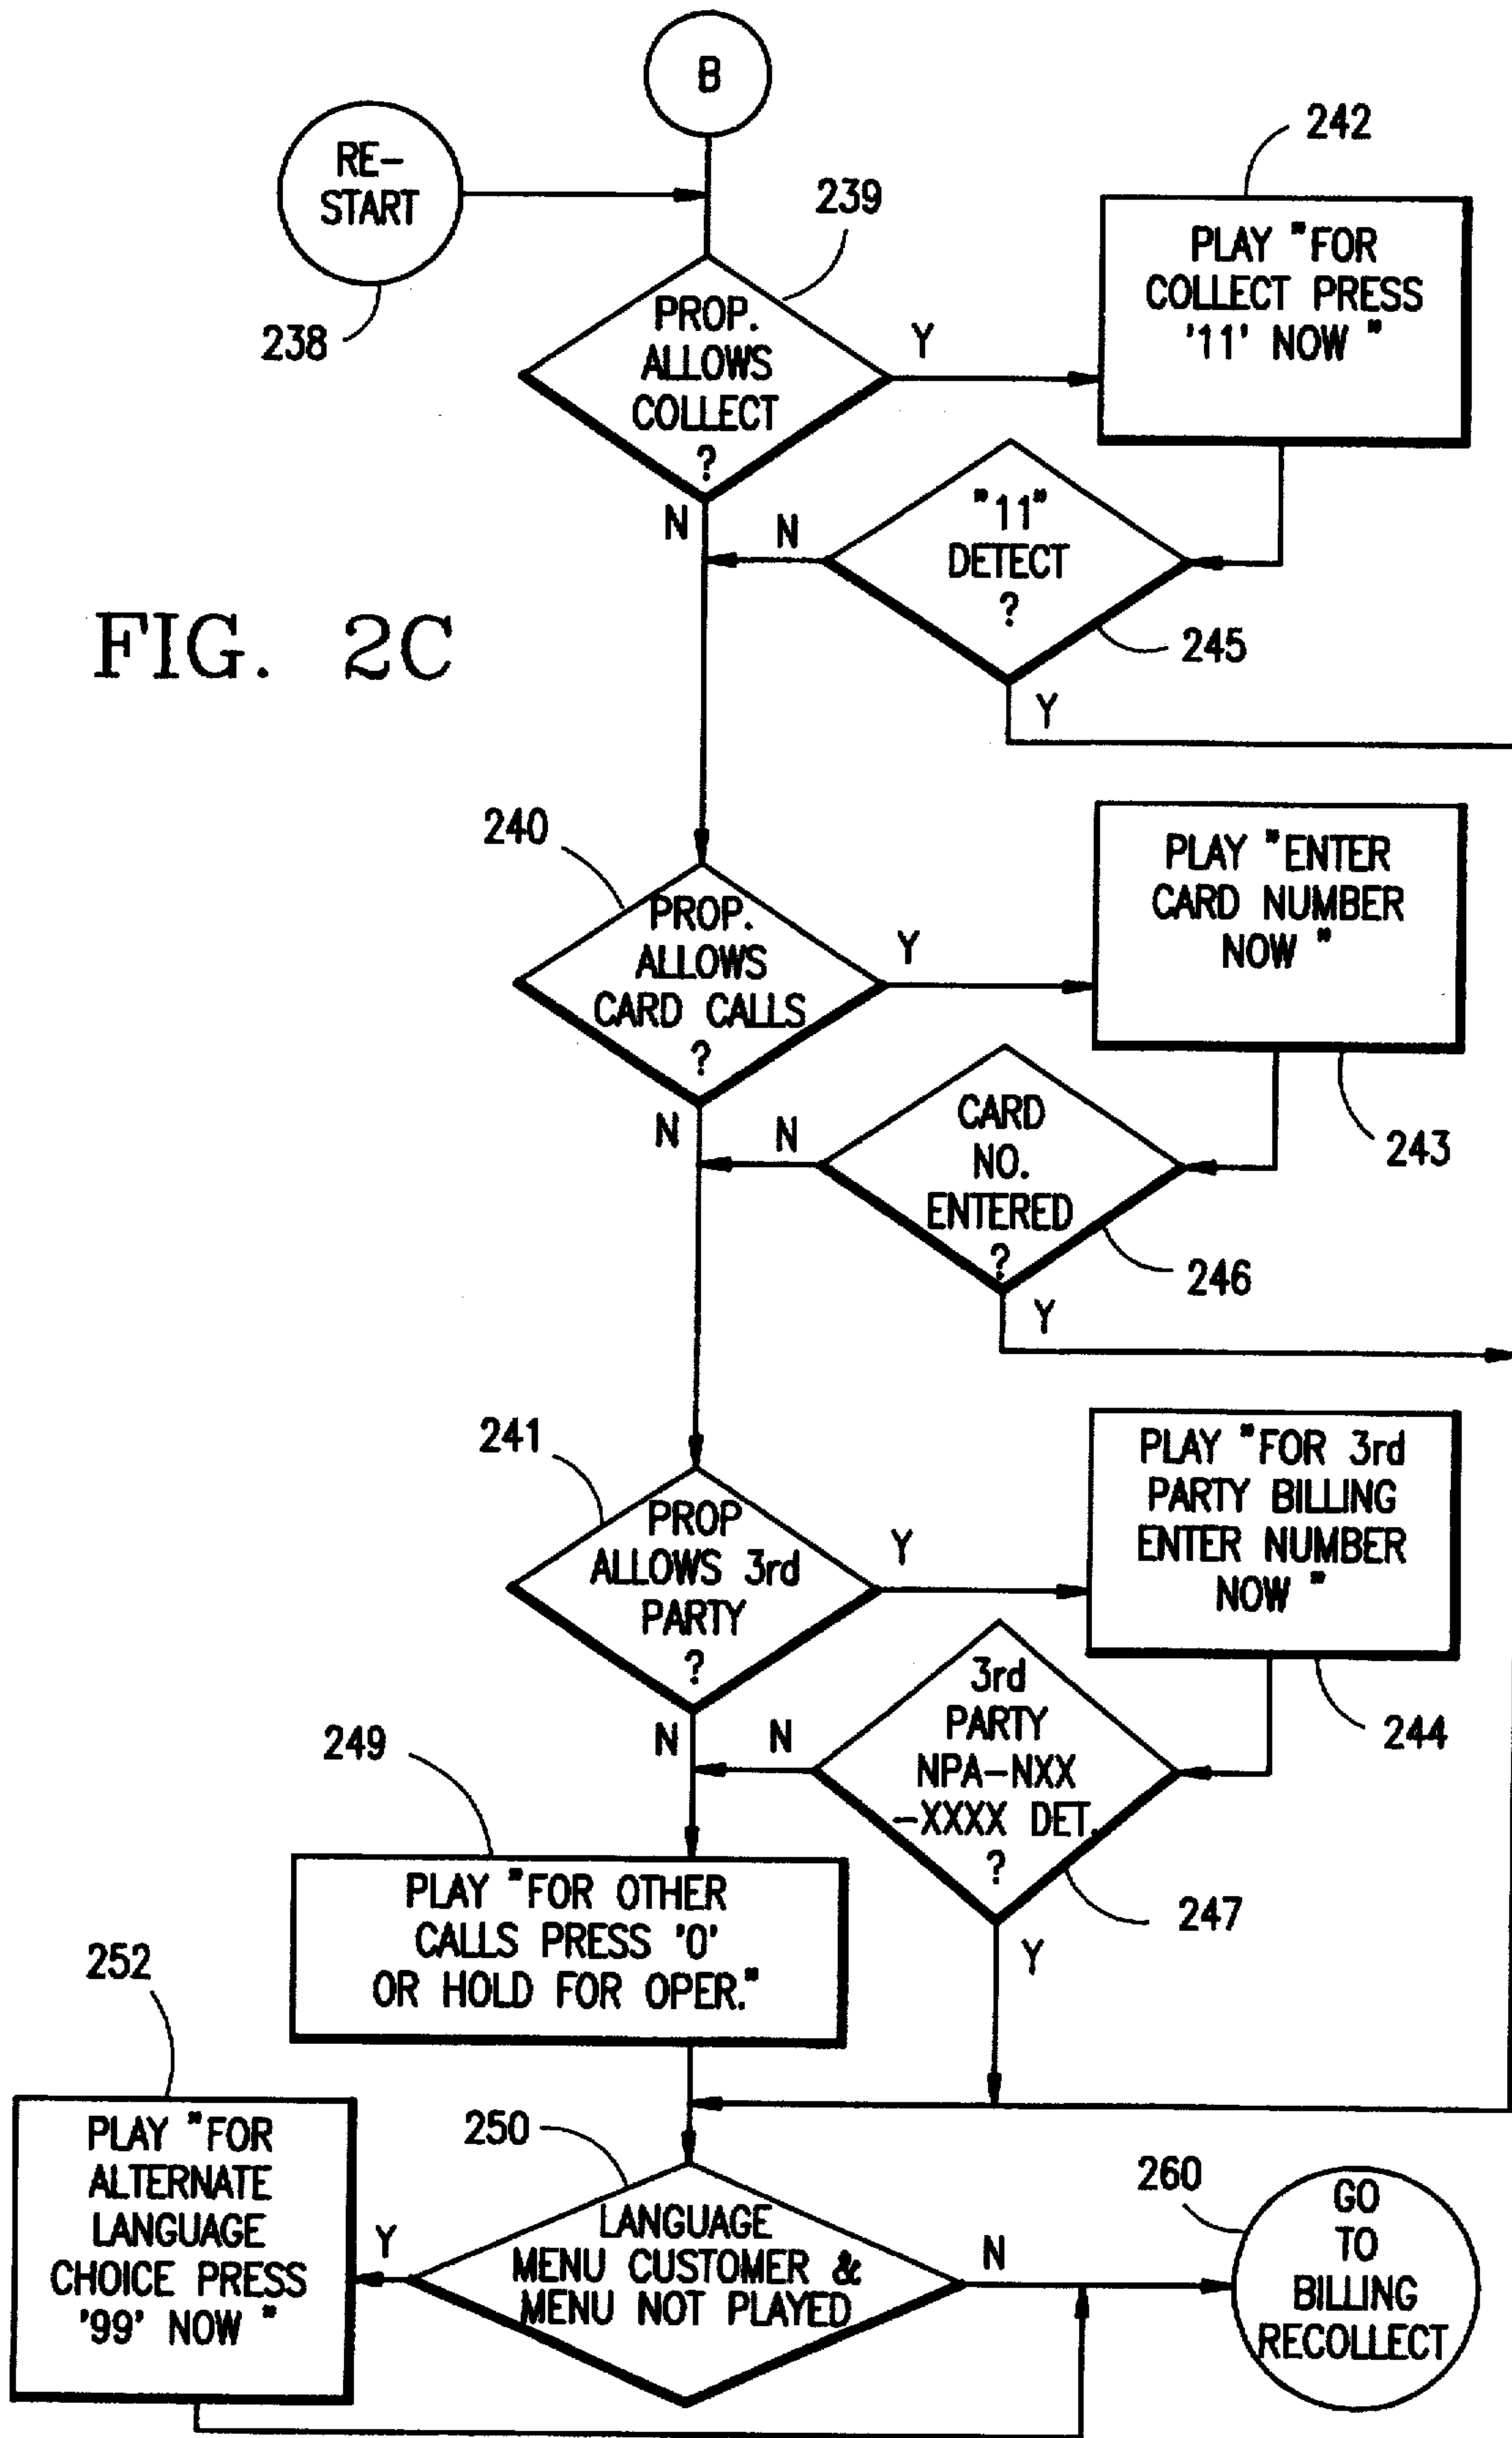 B
RE-
START
238
239
PROP.
ALLOWS
COLLECT
?
Y
N
242
PLAY "FOR
COLLECT PRESS
'11' NOW "
"11"
DETECT
?
N
245
Y
FIG. 2C
240
PROP.
ALLOWS
CARD CALLS
?
Y
N
PLAY "ENTER
CARD NUMBER
NOW "
243
CARD
NO.
ENTERED
?
N
246
Y
241
PROP
ALLOWS 3rd
PARTY
?
Y
N
PLAY "FOR 3rd
PARTY BILLING
ENTER NUMBER
NOW "
244
3rd
PARTY
NPA-NXX
-XXXX DET.
?
N
247
Y
249
PLAY "FOR OTHER
CALLS PRESS '0'
OR HOLD FOR OPER."
252
PLAY "FOR
ALTERNATE
LANGUAGE
CHOICE PRESS
'99' NOW "
250
LANGUAGE
MENU CUSTOMER &
MENU NOT PLAYED
Y
N
260
GO
TO
BILLING
RECOLLECT